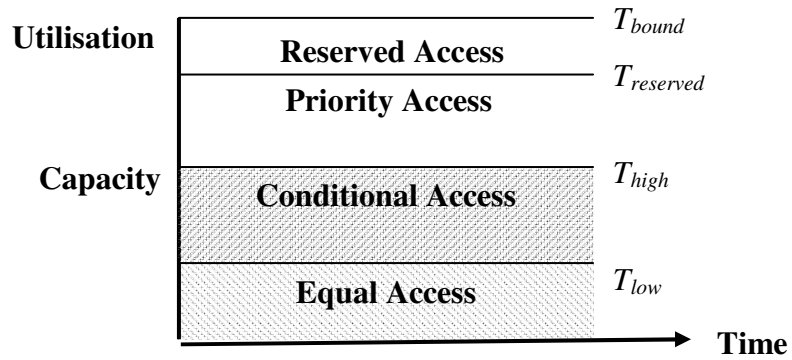 T_bound
Utilisation
Reserved Access
T_reserved
Priority Access
Capacity
T_high
Conditional Access
T_low
Equal Access
Time